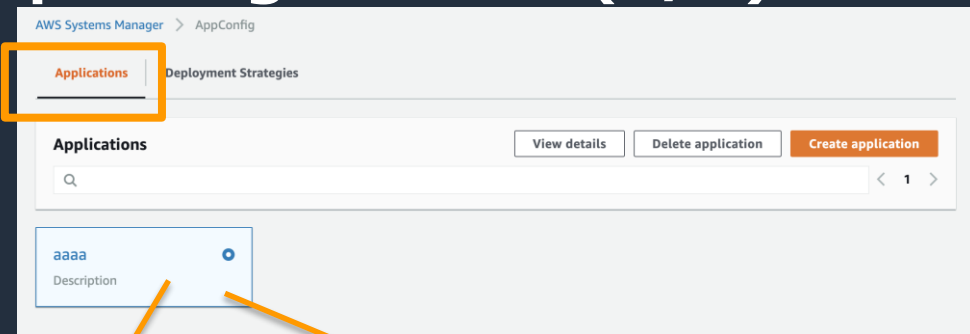 AWS Systems Manager > AppConfig
Applications Deployment Strategies
Applications View details Delete application Create application
< 1 >
aaaa
Description